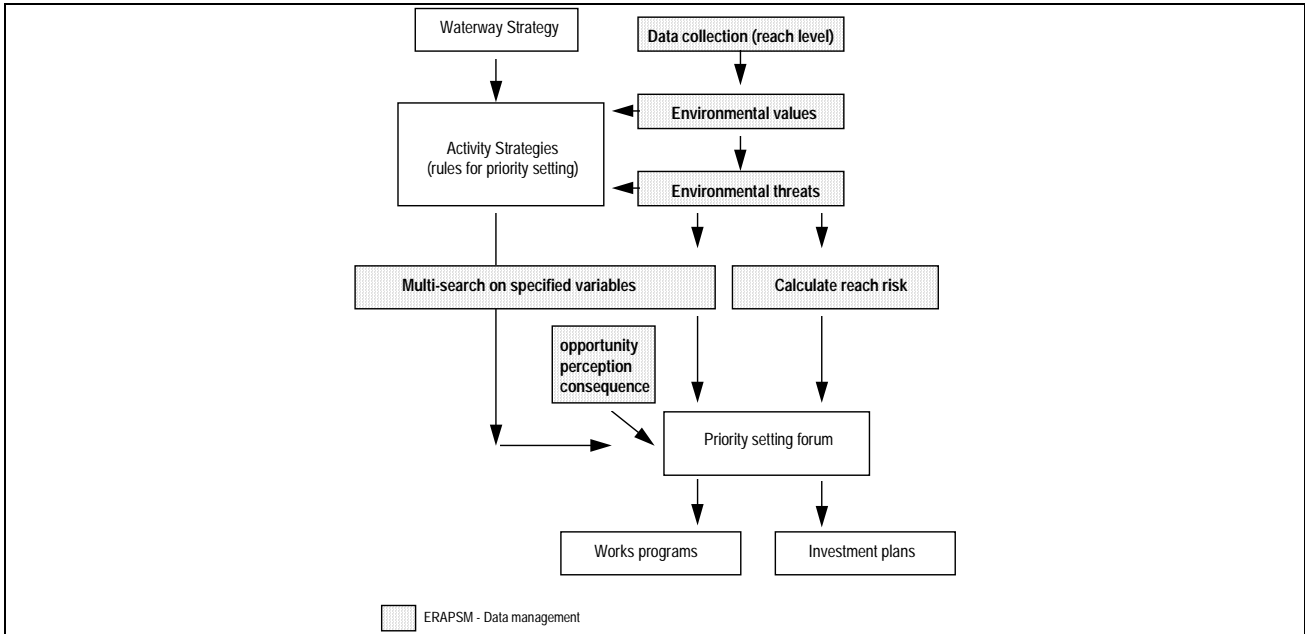 Waterway Strategy
Data collection (reach level)
Environmental values
Activity Strategies
(rules for priority setting)
Environmental threats
Multi-search on specified variables
Calculate reach risk
opportunity
perception
consequence
Priority setting forum
Works programs
Investment plans
ERAPSM - Data management